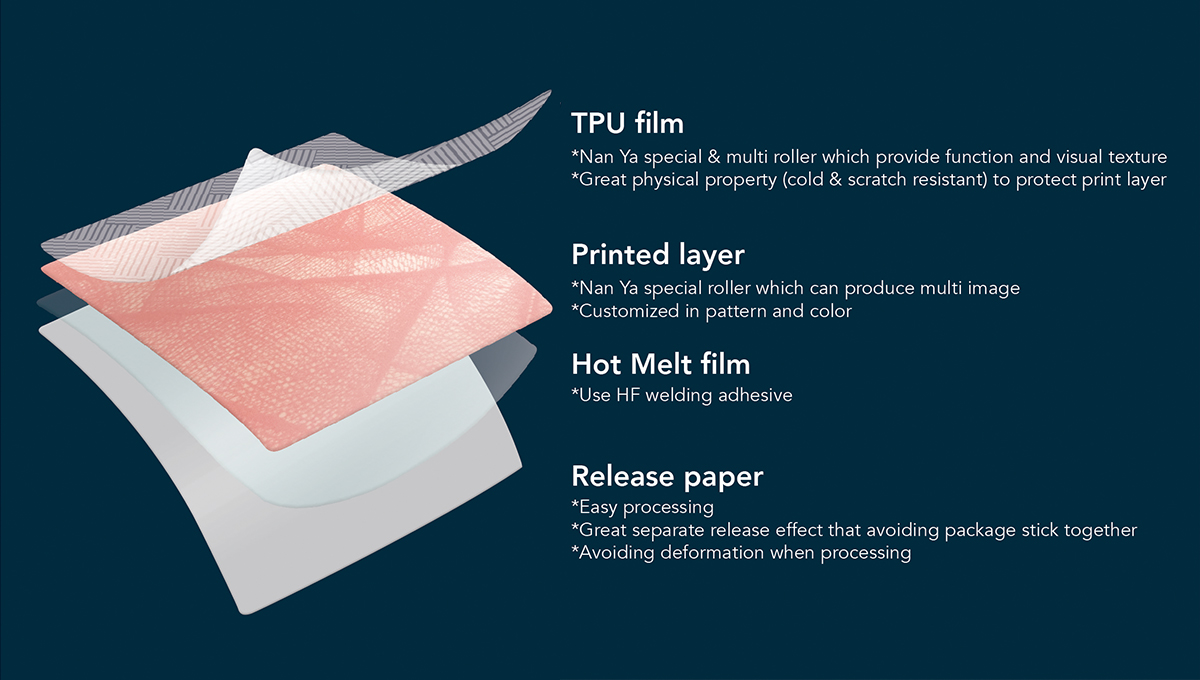 TPU film
*Nan Ya special & multi roller which provide function and visual texture
*Great physical property (cold & scratch resistant) to protect print layer
Printed layer
*Nan Ya special roller which can produce multi image
*Customized in pattern and color
Hot Melt film
*Use HF welding adhesive
Release paper
*Easy processing
*Great separate release effect that avoiding package stick together
*Avoiding deformation when processing